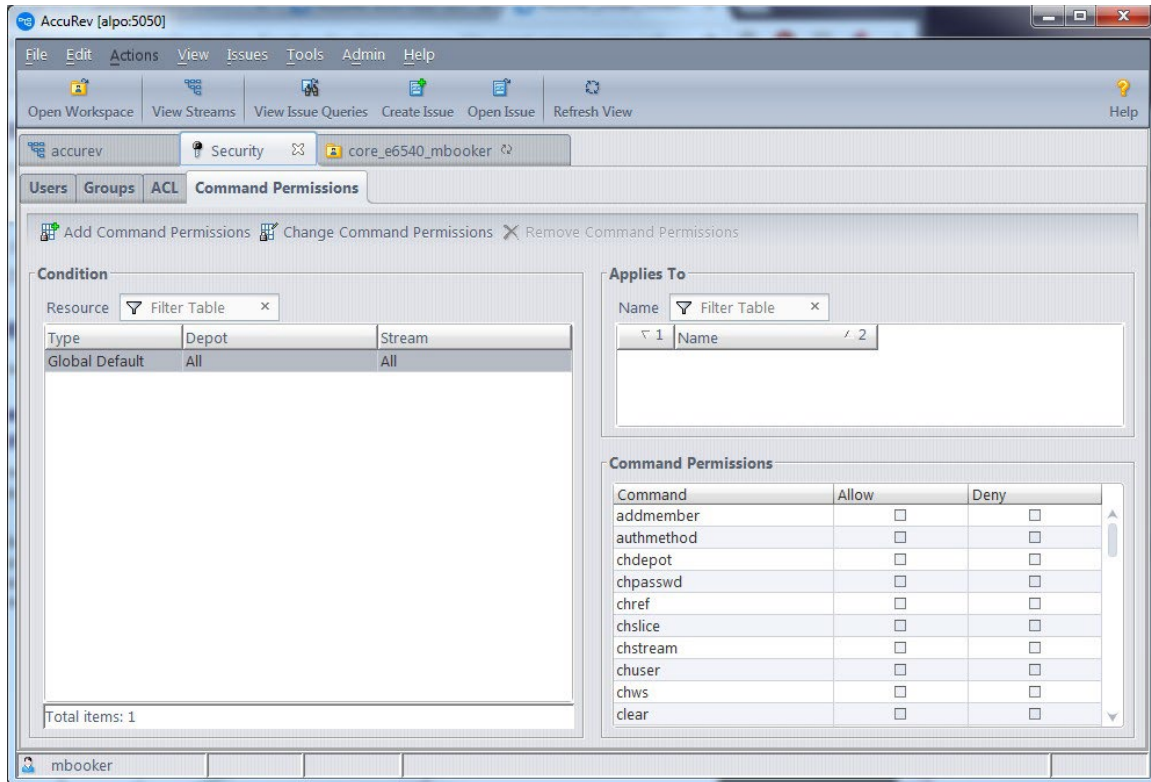 AccuRev [alpo:5050]
File Edit Actions View Issues Tools Admin Help
Open Workspace View Streams View Issue Queries Create Issue Open Issue Refresh View Help
accurev Security core_e6540_mbooker
Users Groups ACL Command Permissions
Add Command Permissions Change Command Permissions Remove Command Permissions
Condition
Resource Filter Table
Type Depot Stream
Global Default All All
Total items: 1
Applies To
Name Filter Table
1 Name 2
Command Permissions
Command Allow Deny
addmember
authmethod
chdepot
chpasswd
chref
chslice
chstream
chuser
chws
clear
mbooker